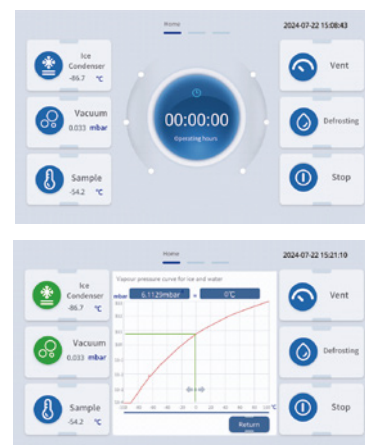 Home
2024-07-22 15:08:43
Ice
Condenser
-86.7 ℃
Vacuum
0.033 mbar
Sample
-54.2 ℃
00:00:00
Operating hours
Vent
Defrosting
Stop
Home
2024-07-22 15:21:10
Ice
Condenser
-86.7 ℃
Vacuum
0.033 mbar
Sample
-54.2 ℃
Vapour pressure curve for ice and water
mbar 6.1129mbar = 0℃
℃
Return
Vent
Defrosting
Stop